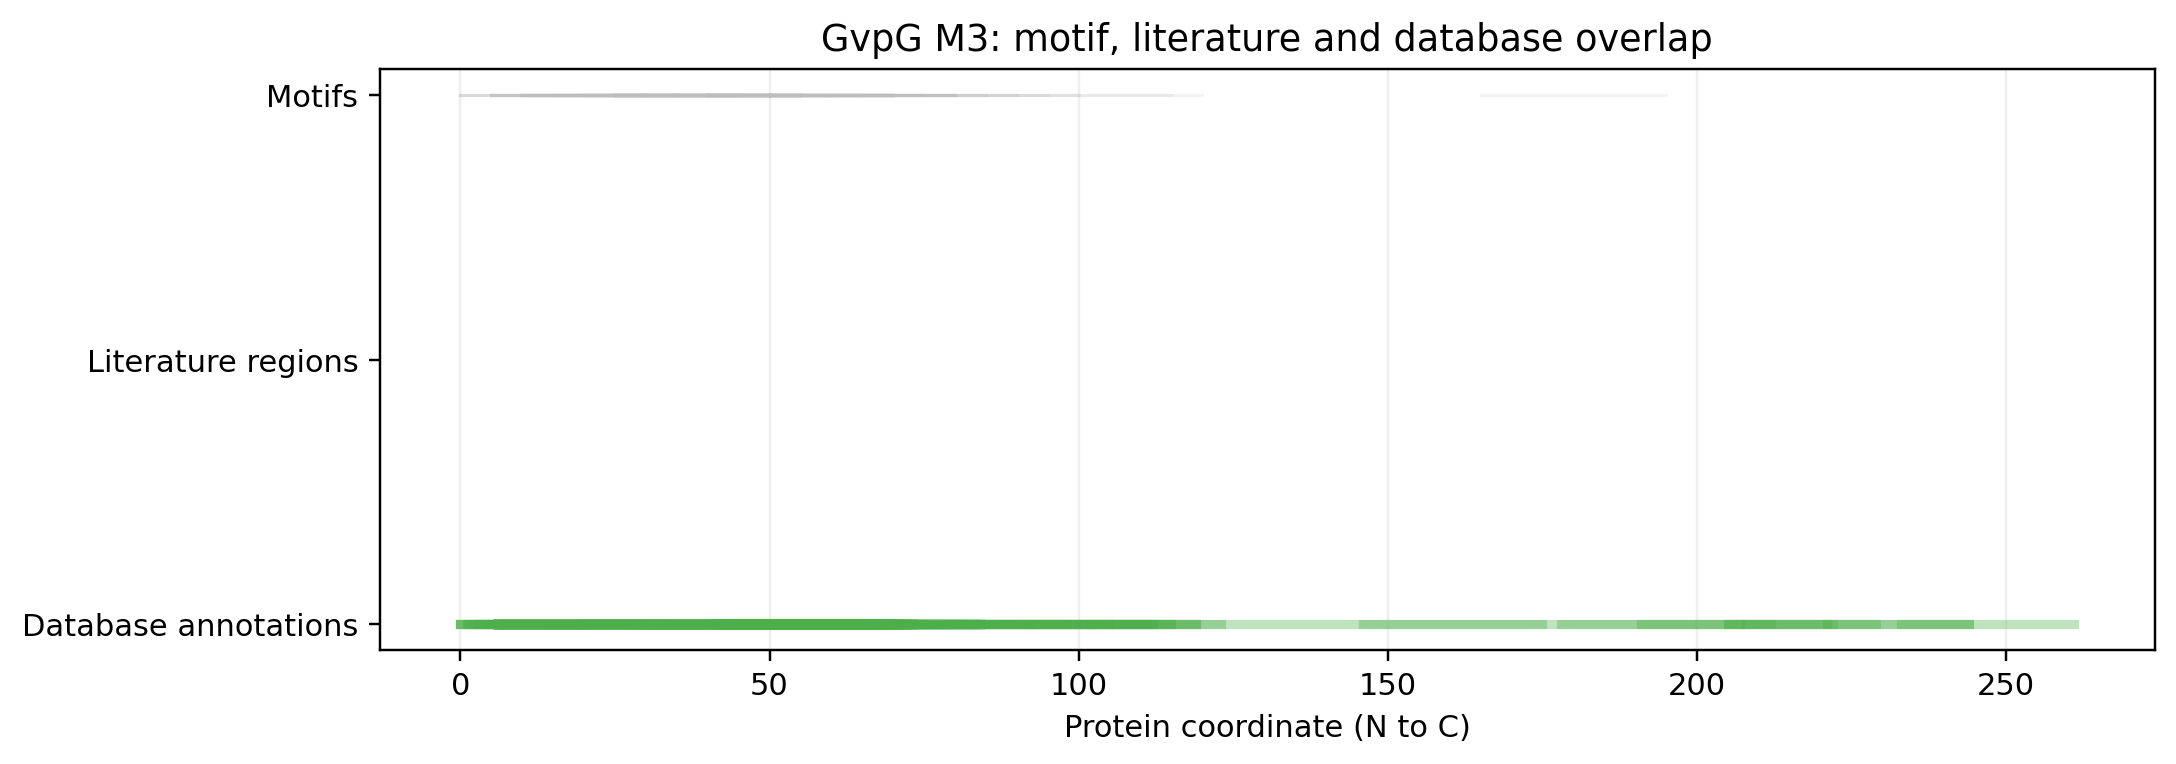 GvpG M3: motif, literature and database overlap
Motifs
Literature regions
Database annotations
0 50 100 150 200 250
Protein coordinate (N to C)